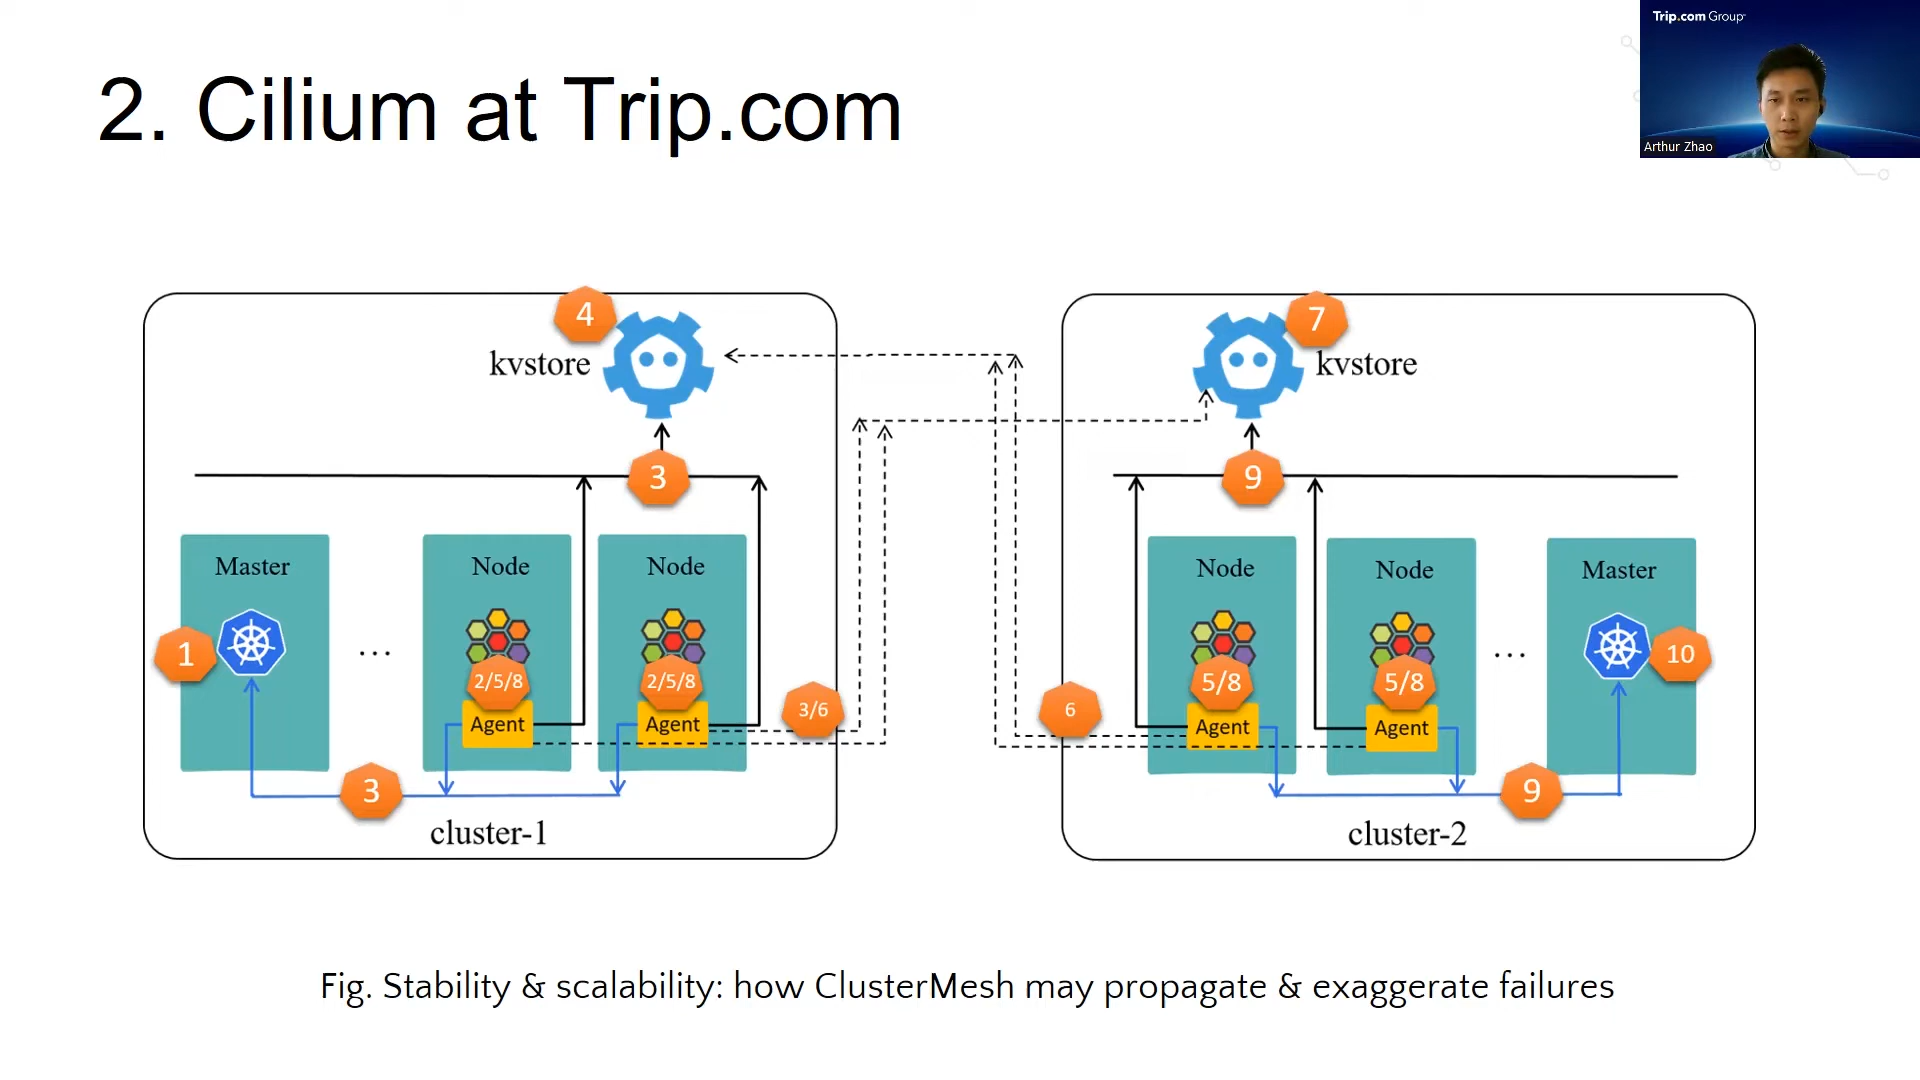 2. Cilium at Trip.com
Trip.com Group
Arthur Zhao
4
kvstore
3
Master
Node
Node
1
...
2/5/8
2/5/8
Agent
Agent
3/6
3
cluster-1
7
kvstore
9
Node
Node
Master
5/8
5/8
...
10
6
Agent
Agent
9
cluster-2
Fig. Stability & scalability: how ClusterMesh may propagate & exaggerate failures